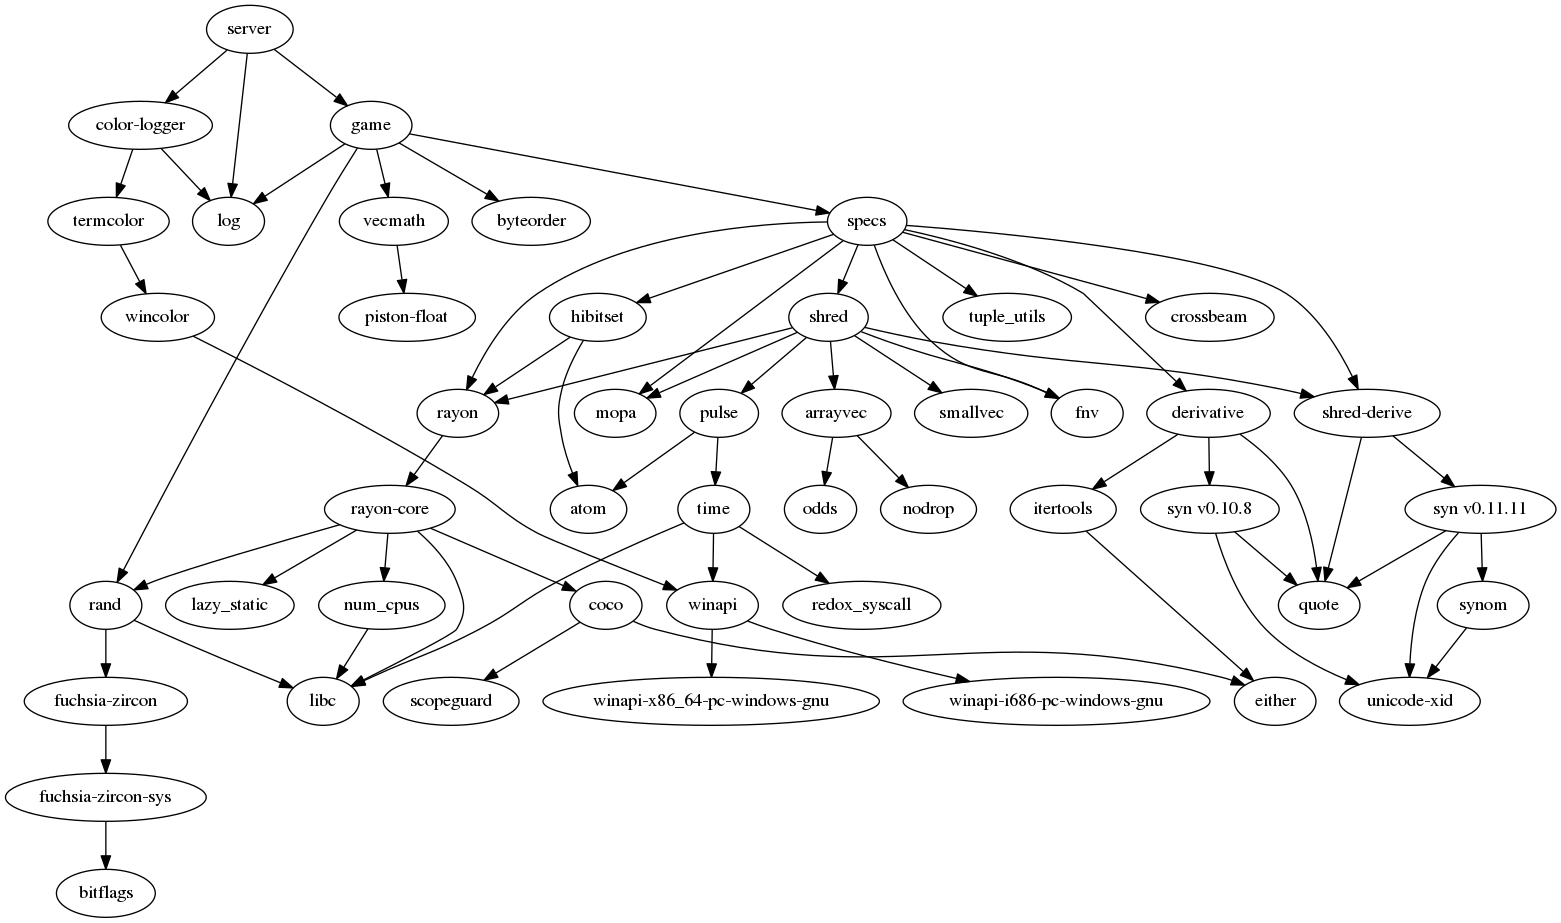 server
color-logger
game
termcolor
log
vecmath
byteorder
specs
wincolor
piston-float
hibitset
shred
tuple_utils
crossbeam
rayon
mopa
pulse
arrayvec
smallvec
fnv
derivative
shred-derive
rayon-core
atom
time
odds
nodrop
itertools
syn v0.10.8
syn v0.11.11
rand
lazy_static
num_cpus
coco
winapi
redox_syscall
quote
synom
fuchsia-zircon
libc
scopeguard
winapi-x86_64-pc-windows-gnu
winapi-i686-pc-windows-gnu
either
unicode-xid
fuchsia-zircon-sys
bitflags